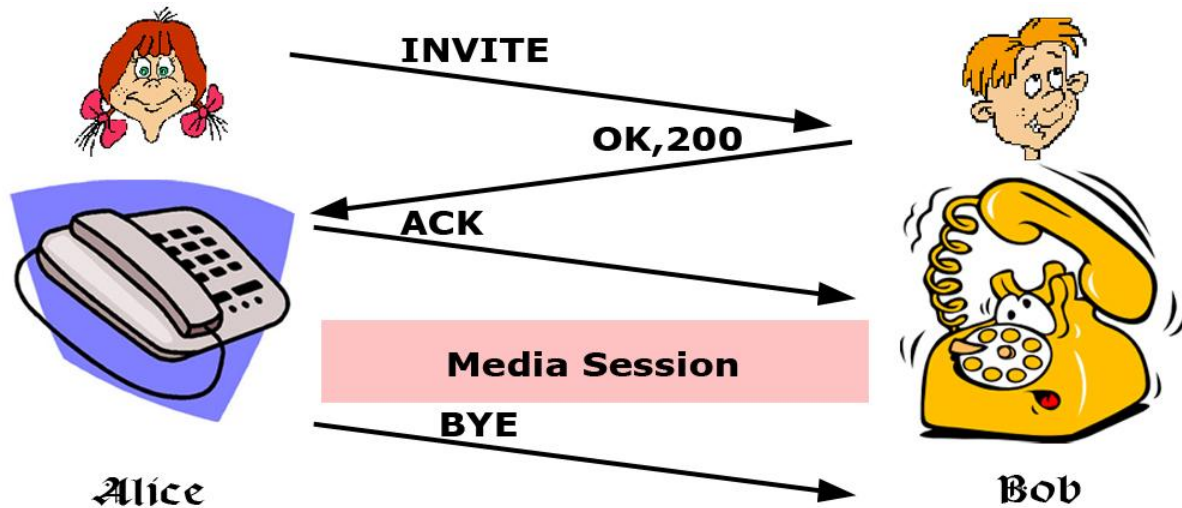 INVITE
OK,200
ACK
Media Session
BYE
Alice
Bob